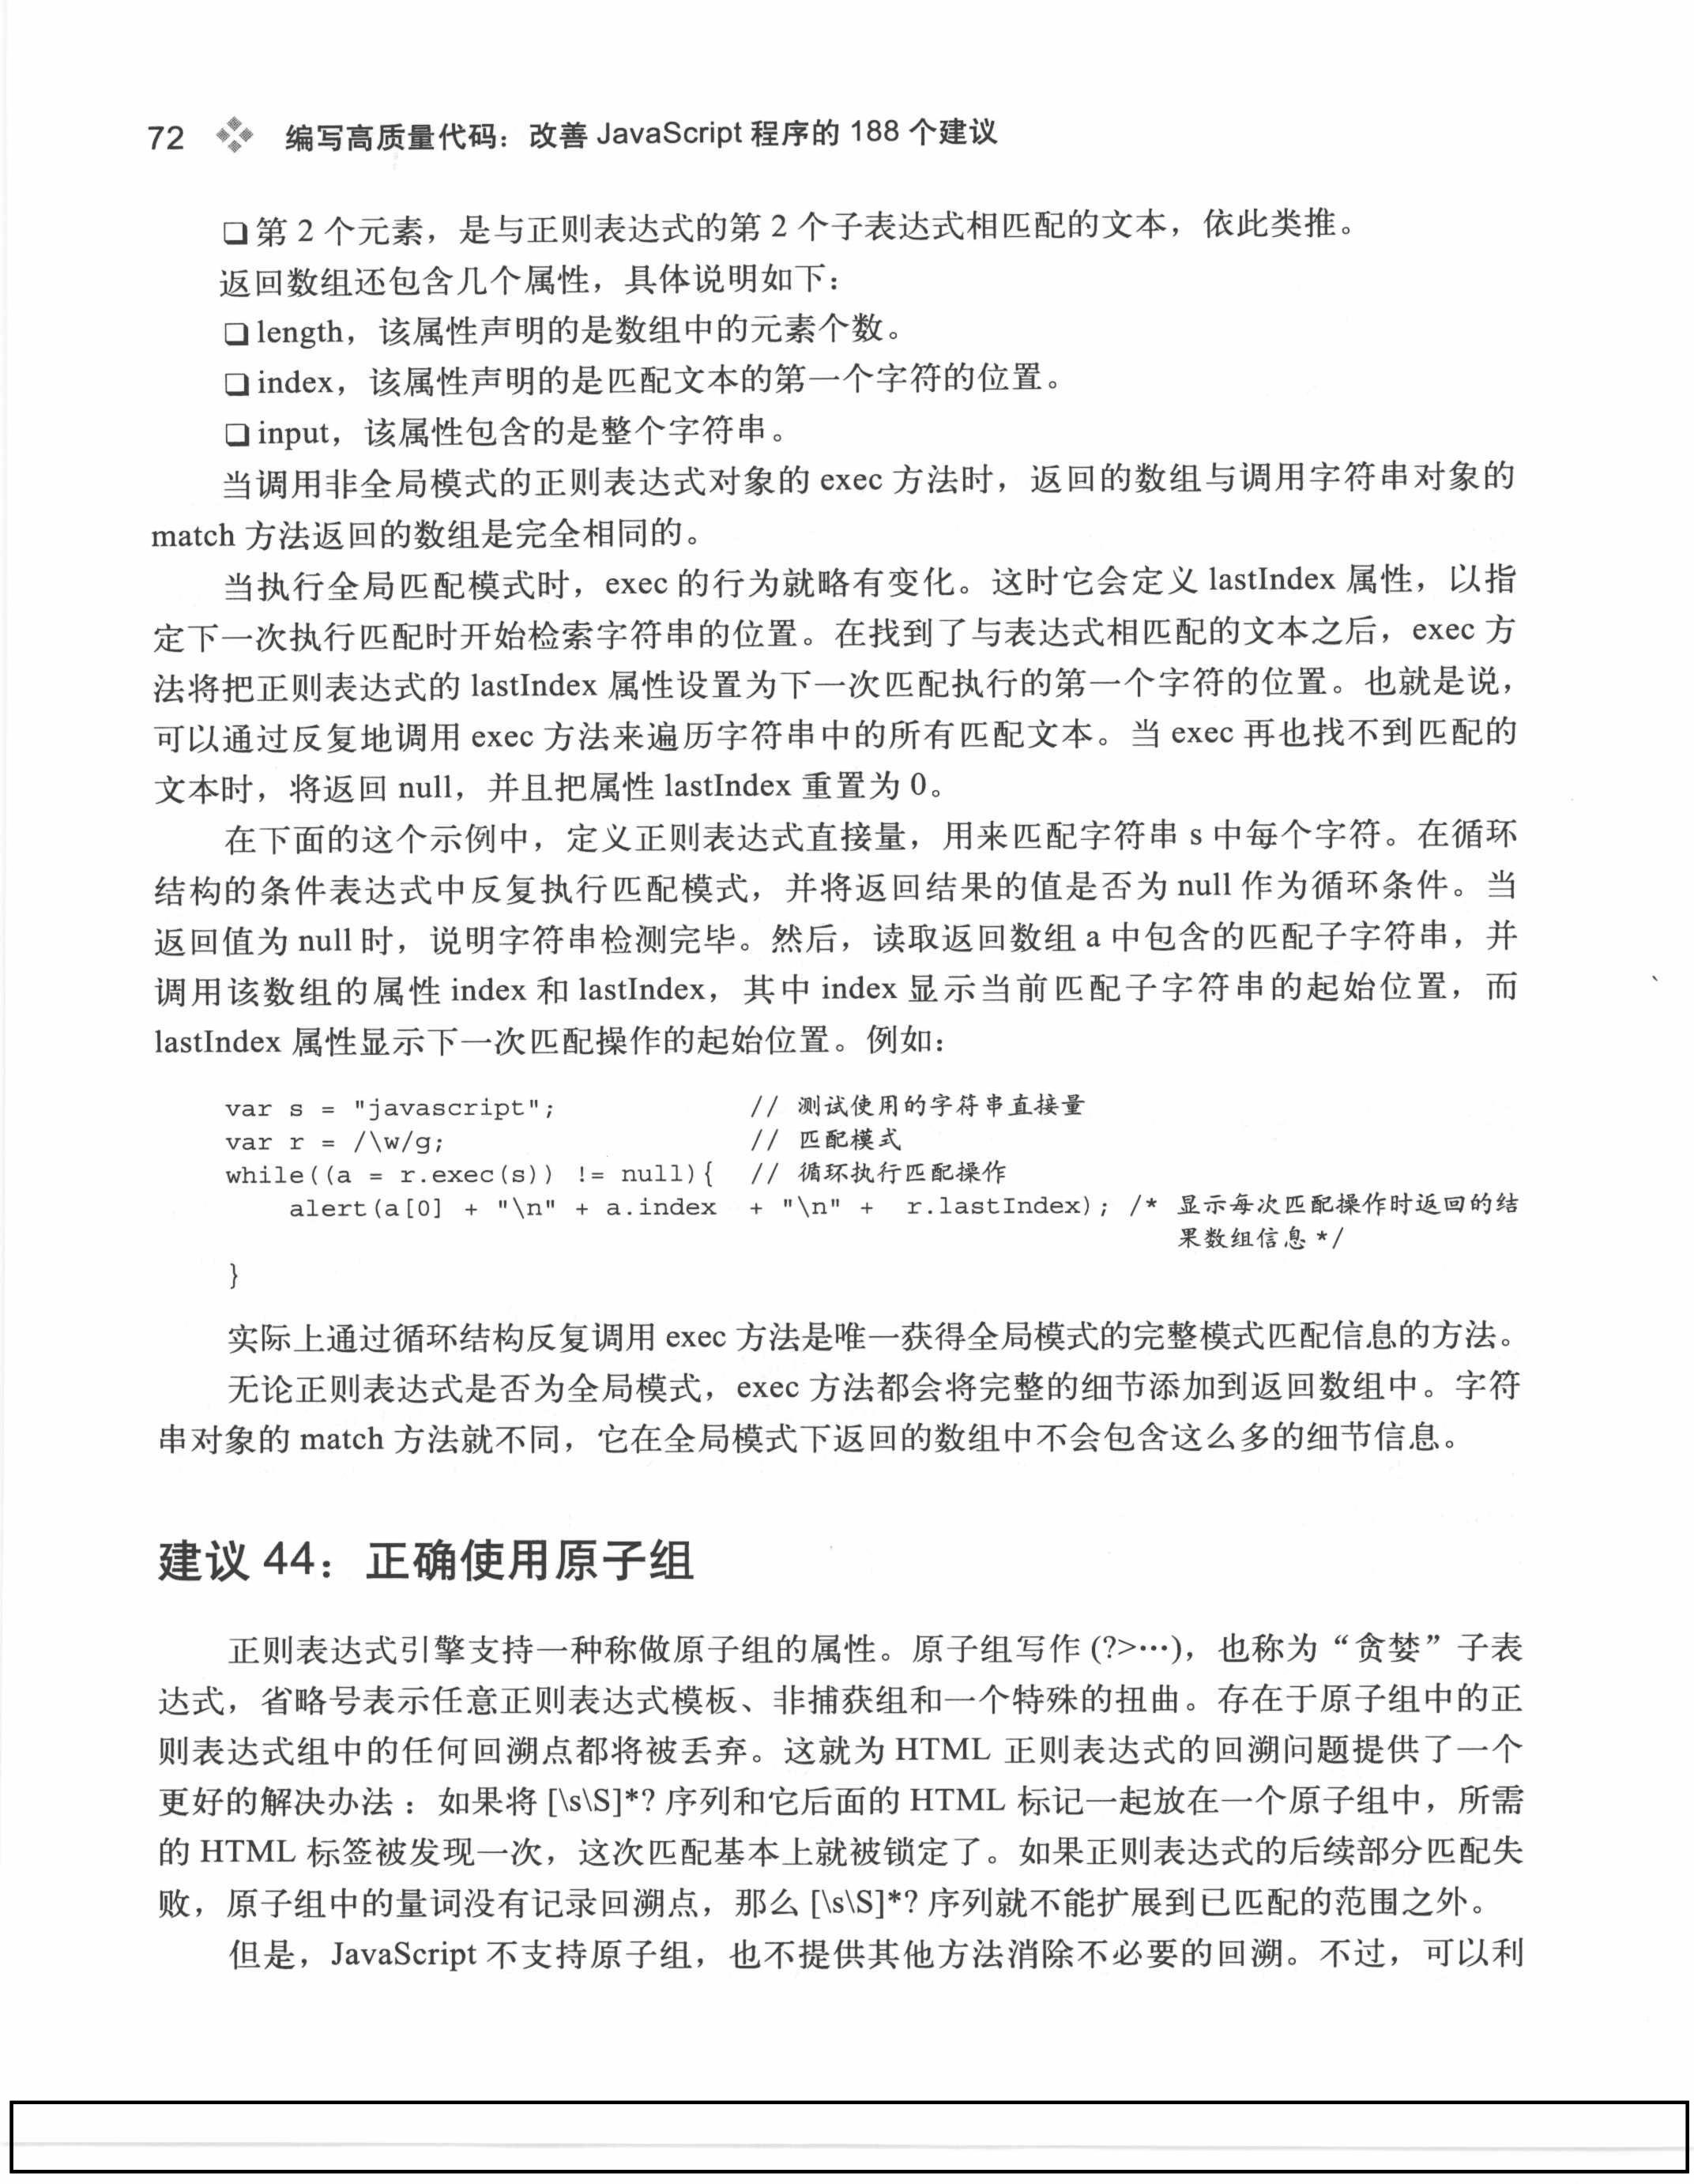 72 编写高质量代码：改善 JavaScript 程序的 188 个建议
❑ 第 2 个元素，是与正则表达式的第 2 个子表达式相匹配的文本，依此类推。
返回数组还包含几个属性，具体说明如下：
❑ length，该属性声明的是数组中的元素个数。
❑ index，该属性声明的是匹配文本的第一个字符的位置。
❑ input，该属性包含的是整个字符串。
当调用非全局模式的正则表达式对象的 exec 方法时，返回的数组与调用字符串对象的
match 方法返回的数组是完全相同的。
当执行全局匹配模式时，exec 的行为就略有变化。这时它会定义 lastIndex 属性，以指
定下一次执行匹配时开始检索字符串的位置。在找到了与表达式相匹配的文本之后，exec 方
法将把正则表达式的 lastIndex 属性设置为下一次匹配执行的第一个字符的位置。也就是说，
可以通过反复地调用 exec 方法来遍历字符串中的所有匹配文本。当 exec 再也找不到匹配的
文本时，将返回 null，并且把属性 lastIndex 重置为 0。
在下面的这个示例中，定义正则表达式直接量，用来匹配字符串 s 中每个字符。在循环
结构的条件表达式中反复执行匹配模式，并将返回结果的值是否为 null 作为循环条件。当
返回值为 null 时，说明字符串检测完毕。然后，读取返回数组 a 中包含的匹配子字符串，并
调用该数组的属性 index 和 lastIndex，其中 index 显示当前匹配子字符串的起始位置，而
lastIndex 属性显示下一次匹配操作的起始位置。例如：
var s = "javascript"; // 测试使用的字符串直接量
var r = /\w/g; // 匹配模式
while((a = r.exec(s)) != null){ // 循环执行匹配操作
alert(a[0] + "\n" + a.index + "\n" + r.lastIndex); /* 显示每次匹配操作时返回的结
果数组信息 */
}
实际上通过循环结构反复调用 exec 方法是唯一获得全局模式的完整模式匹配信息的方法。
无论正则表达式是否为全局模式，exec 方法都会将完整的细节添加到返回数组中。字符
串对象的 match 方法就不同，它在全局模式下返回的数组中不会包含这么多的细节信息。
建议 44：正确使用原子组
正则表达式引擎支持一种称做原子组的属性。原子组写作 (?>…)，也称为“贪婪”子表
达式，省略号表示任意正则表达式模板、非捕获组和一个特殊的扭曲。存在于原子组中的正
则表达式组中的任何回溯点都将被丢弃。这就为 HTML 正则表达式的回溯问题提供了一个
更好的解决办法：如果将 [\s\S]*? 序列和它后面的 HTML 标记一起放在一个原子组中，所需
的 HTML 标签被发现一次，这次匹配基本上就被锁定了。如果正则表达式的后续部分匹配失
败，原子组中的量词没有记录回溯点，那么 [\s\S]*? 序列就不能扩展到已匹配的范围之外。
但是，JavaScript 不支持原子组，也不提供其他方法消除不必要的回溯。不过，可以利